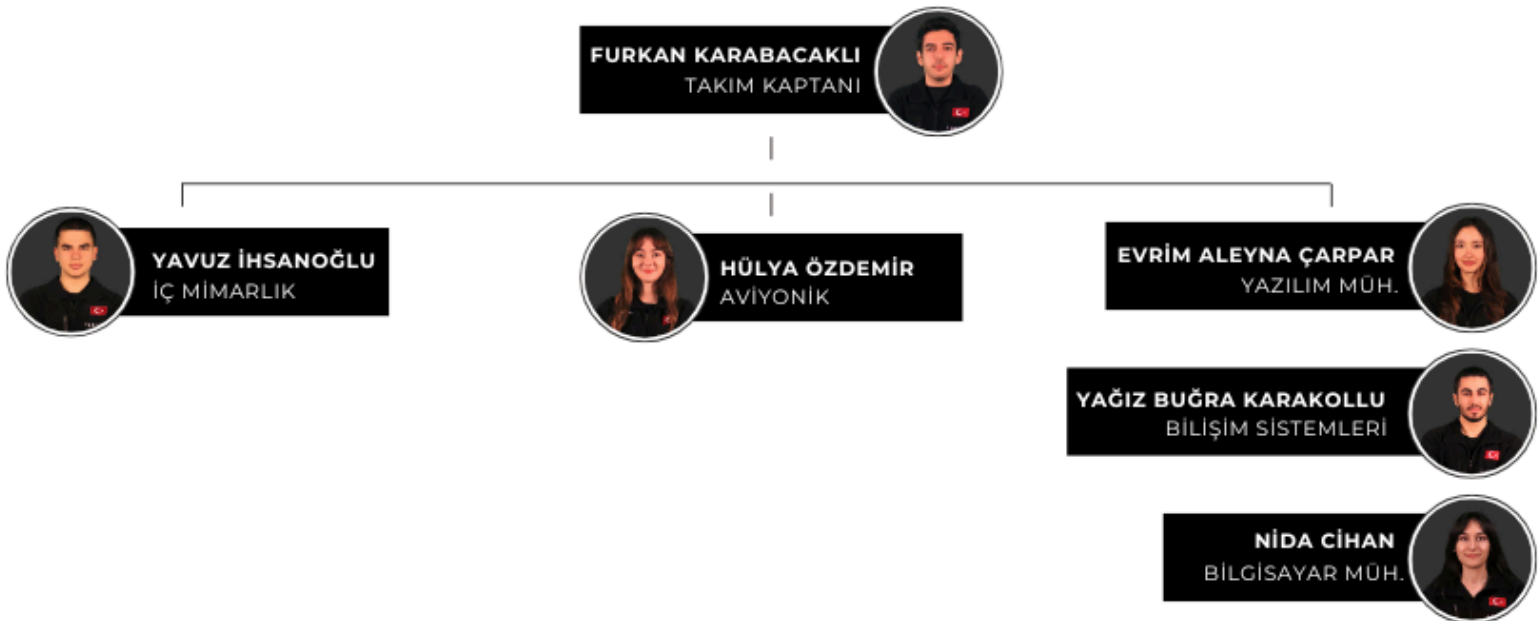 FURKAN KARABACAKLI
TAKIM KAPTANI
YAVUZ İHSANOĞLU
İÇ MİMARLIK
HÜLYA ÖZDEMİR
AVİYONİK
EVRİM ALEYNA ÇARPAR
YAZILIM MÜH.
YAĞIZ BUĞRA KARAKOLLU
BİLİŞİM SİSTEMLERİ
NİDA CİHAN
BİLGİSAYAR MÜH.